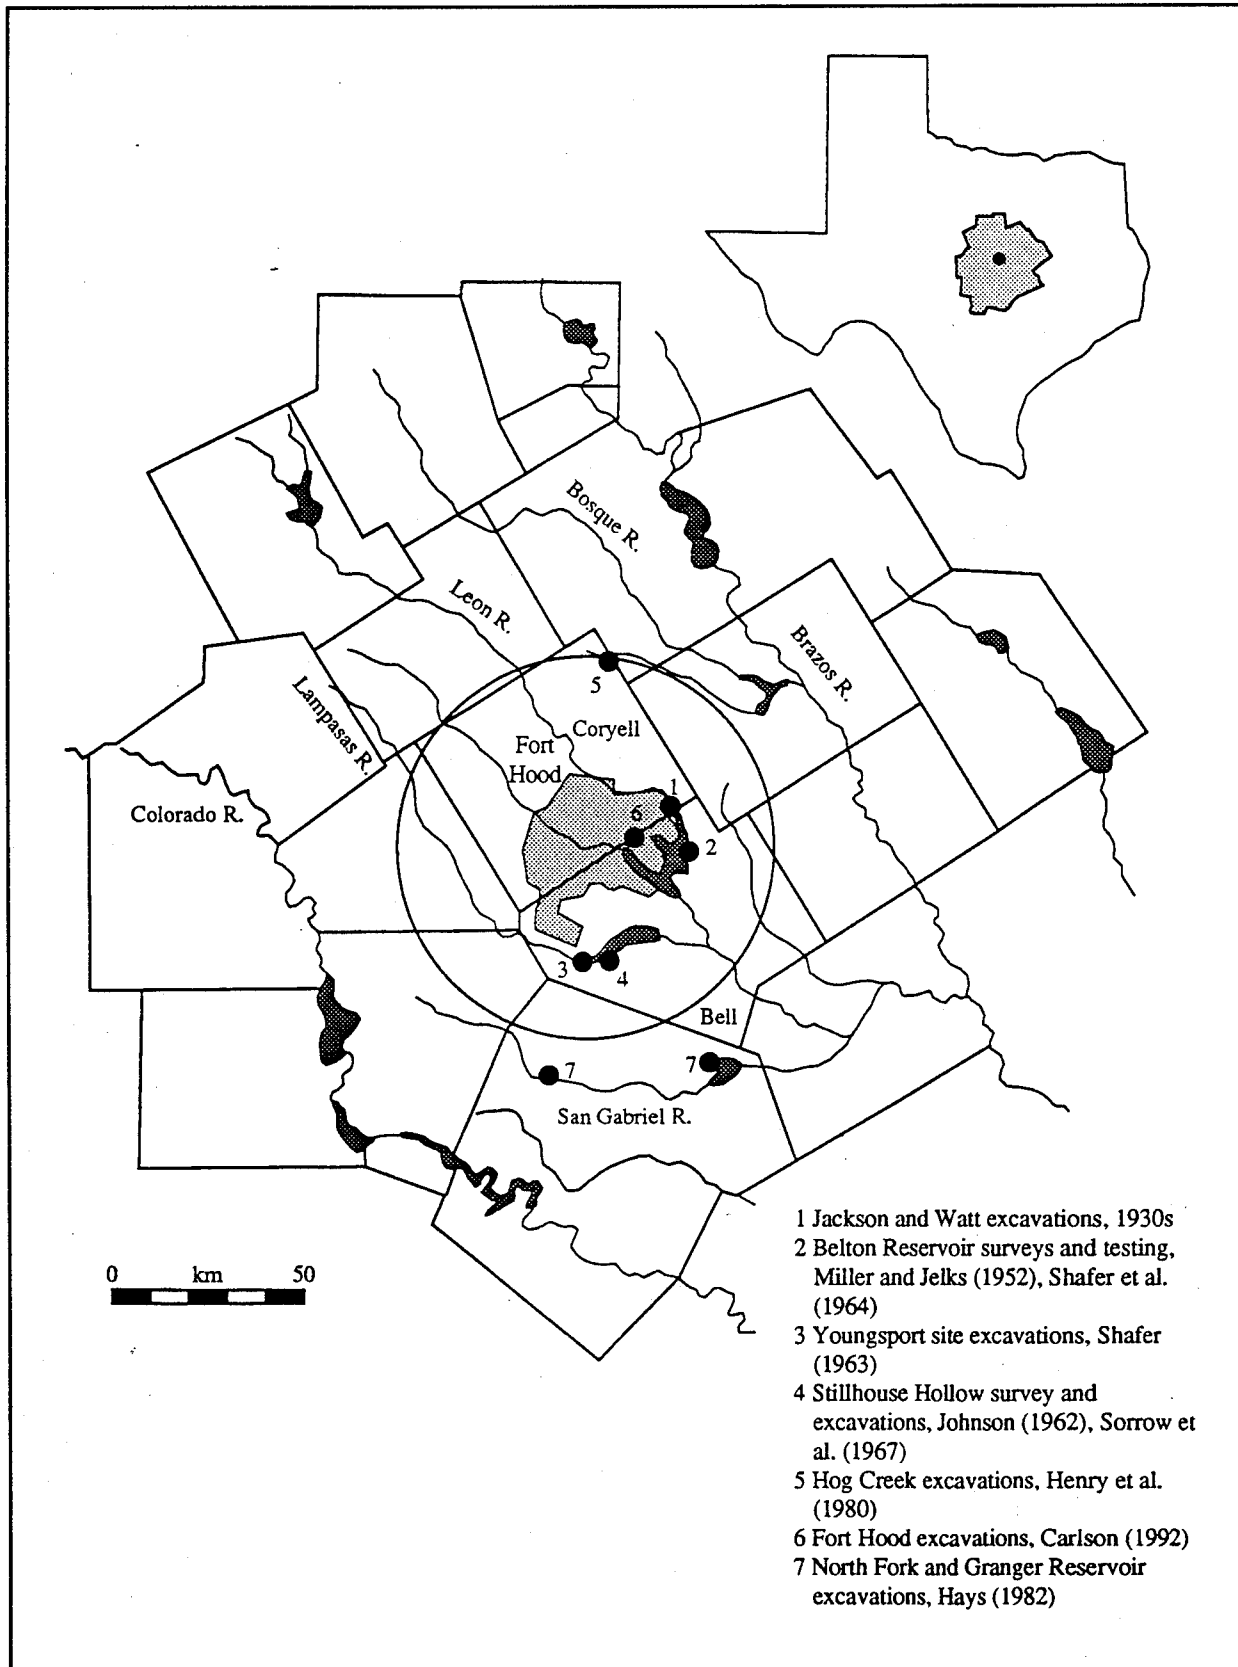 Bosque R.
Leon R.
Brazos R.
Lampasas R.
5
Coryell
Fort
Hood
1
Colorado R.
6
2
3
4
Bell
7
7
San Gabriel R.
0 km 50
1 Jackson and Watt excavations, 1930s
2 Belton Reservoir surveys and testing,
Miller and Jelks (1952), Shafer et al.
(1964)
3 Youngsport site excavations, Shafer
(1963)
4 Stillhouse Hollow survey and
excavations, Johnson (1962), Sorrow et
al. (1967)
5 Hog Creek excavations, Henry et al.
(1980)
6 Fort Hood excavations, Carlson (1992)
7 North Fork and Granger Reservoir
excavations, Hays (1982)